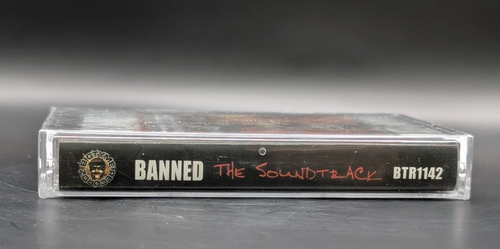 BANNED THE SOUNDTRACK BTR1142